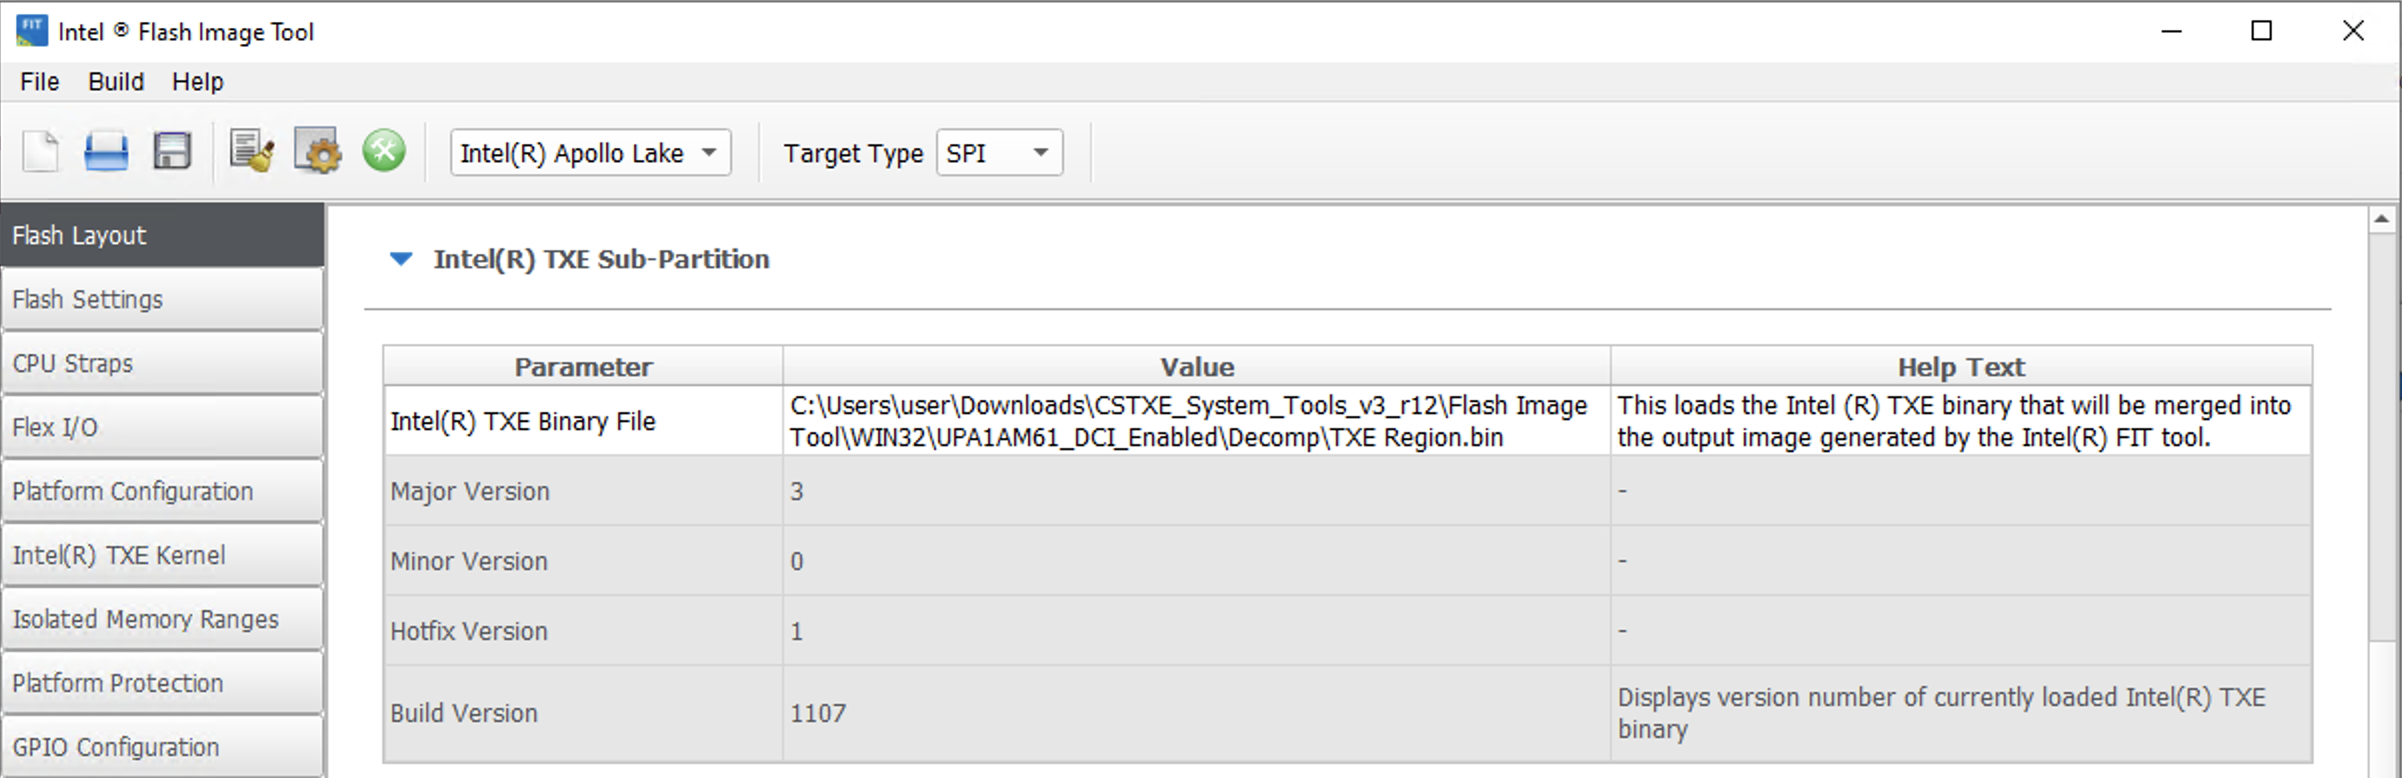 FIT
Intel ® Flash Image Tool
File Build Help
Intel(R) Apollo Lake Target Type SPI
Flash Layout
Flash Settings
CPU Straps
Flex I/O
Platform Configuration
Intel(R) TXE Kernel
Isolated Memory Ranges
Platform Protection
GPIO Configuration
Intel(R) TXE Sub-Partition
Parameter Value Help Text
Intel(R) TXE Binary File
C:\Users\user\Downloads\CSTXE_System_Tools_v3_r12\Flash Image
Tool\WIN32\UPA1AM61_DCI_Enabled\Decomp\TXE Region.bin
This loads the Intel (R) TXE binary that will be merged into
the output image generated by the Intel(R) FIT tool.
Major Version 3 -
Minor Version 0 -
Hotfix Version 1 -
Build Version 1107
Displays version number of currently loaded Intel(R) TXE
binary